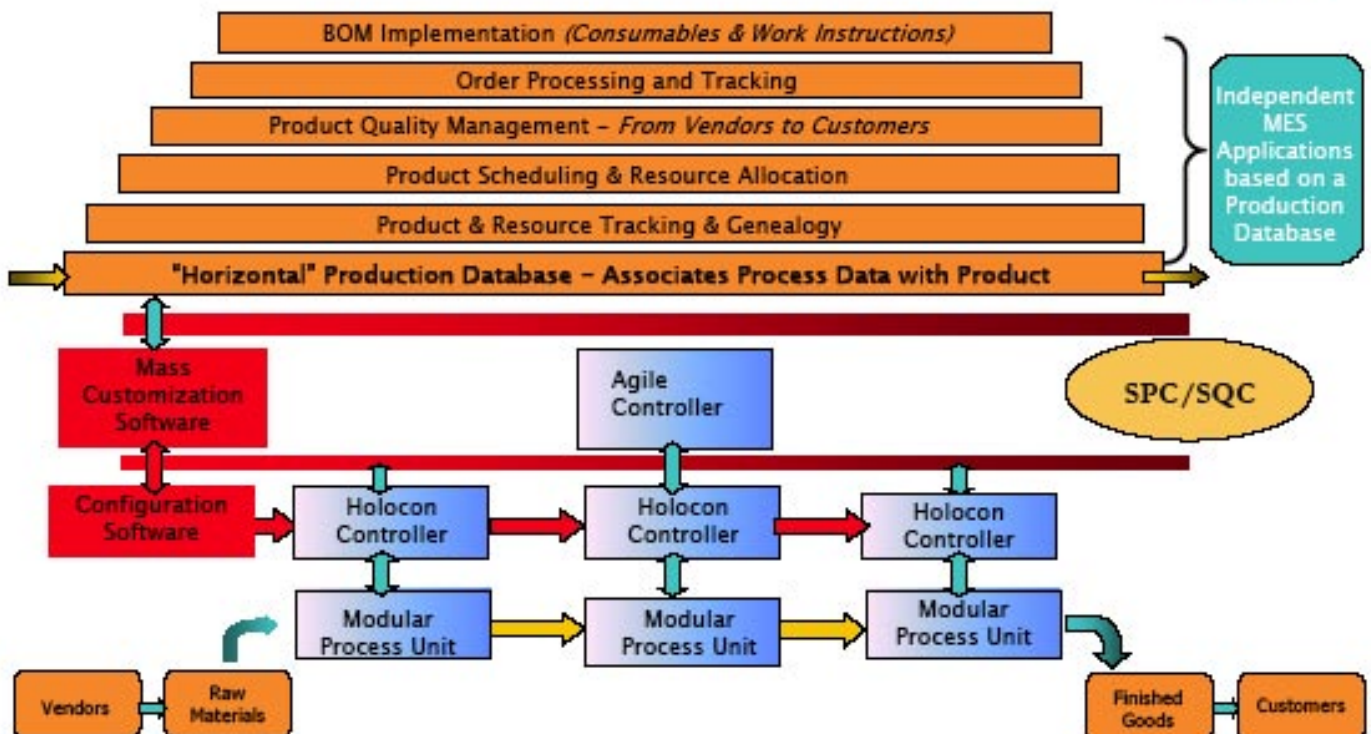 BOM Implementation (Consumables & Work Instructions)
Order Processing and Tracking
Product Quality Management – From Vendors to Customers
Product Scheduling & Resource Allocation
Product & Resource Tracking & Genealogy
"Horizontal" Production Database – Associates Process Data with Product
Independent
MES
Applications
based on a
Production
Database
Mass
Customization
Software
Agile
Controller
SPC/SQC
Configuration
Software
Holocon
Controller
Holocon
Controller
Holocon
Controller
Modular
Process Unit
Modular
Process Unit
Modular
Process Unit
Vendors
Raw
Materials
Finished
Goods
Customers